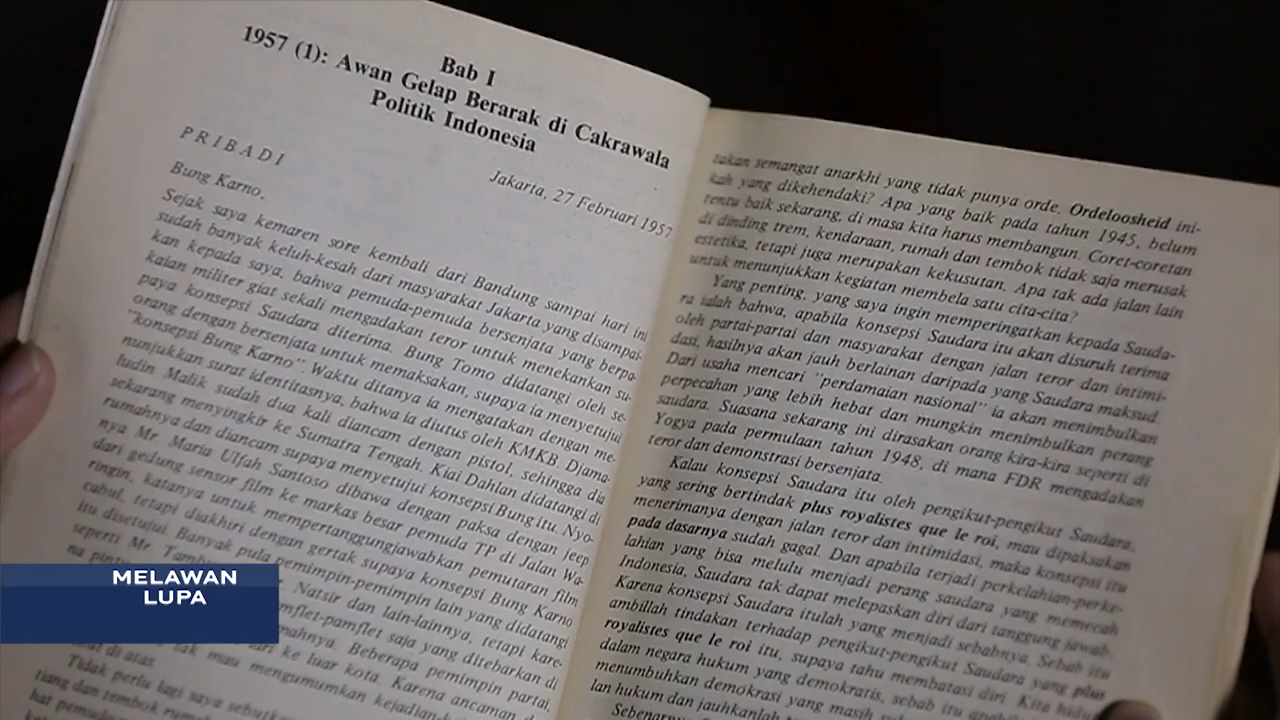 Bab I
1957 (1): Awan Gelap Berarak di Cakrawala
Politik Indonesia
PRIBADI
Jakarta, 27 Februari 1957
Bung Karno,
Sejak saya kemaren sore kembali dari Bandung sampai hari ini
sudah banyak keluh-kesah dari masyarakat Jakarta yang disampai-
kan kepada saya, bahwa pemuda-pemuda bersenjata yang berpa-
kaian militer giat sekali mengadakan teror untuk menekankan su-
paya konsepsi Saudara diterima. Bung Tomo didatangi oleh se-
orang dengan bersenjata untuk memaksakan, supaya ia menyetujui
"konsepsi Bung Karno". Waktu ditanya ia mengatakan dengan me-
nunjukkan surat identitasnya, bahwa ia diutus oleh KMKB. Djama-
ludin Malik sudah dua kali diancam dengan pistol, sehingga dia
sekarang menyingkir ke Sumatra Tengah. Kiai Dahlan didatangi di
rumahnya dan diancam supaya menyetujui konsepsi Bung itu. Nyo-
nya Mr. Maria Ulfah Santoso dibawa dengan paksa dengan jeep
dari gedung sensor film ke markas besar pemuda TP di Jalan Wa-
ringin, katanya untuk mempertanggungjawabkan pemutaran film
cabul, tetapi diakhiri dengan gertak supaya konsepsi Bung Karno
itu disetujui. Banyak pula pemimpin-pemimpin lain yang didatangi
seperti Mr. Natsir dan lain-lainnya, tetapi kare-
na pamflet-pamflet saja yang ditebarkan di
rumahnya. Beberapa pemimpin partai,
ke luar kota. Karena ancaman
tak mau mengumumkan
di atas.
Tidak perlu lagi saya sebutkan
tiang dan tembok
hat
takan semangat anarkhi yang tidak punya orde. Ordeloosheid ini-
kah yang dikehendaki? Apa yang baik pada tahun 1945, belum
tentu baik sekarang, di masa kita harus membangun. Coret-coretan
di dinding trem, kendaraan, rumah dan tembok tidak saja merusak
estetika, tetapi juga merupakan kekusutan. Apa tak ada jalan lain
untuk menunjukkan kegiatan membela satu cita-cita?
Yang penting, yang saya ingin memperingatkan kepada Sauda-
ra ialah bahwa, apabila konsepsi Saudara itu akan disuruh terima
oleh partai-partai dan masyarakat dengan jalan teror dan intimi-
dasi, hasilnya akan jauh berlainan daripada yang Saudara maksud.
Dari usaha mencari "perdamaian nasional" ia akan menimbulkan
perpecahan yang lebih hebat dan mungkin menimbulkan perang
saudara. Suasana sekarang ini dirasakan orang kira-kira seperti di
Yogya pada permulaan tahun 1948, di mana FDR mengadakan
teror dan demonstrasi bersenjata.
Kalau konsepsi Saudara itu oleh pengikut-pengikut Saudara,
yang sering bertindak plus royalistes que le roi, mau dipaksakan
menerimanya dengan jalan teror dan intimidasi, maka konsepsi itu
pada dasarnya sudah gagal. Dan apabila terjadi perkelahian-perke-
lahian yang bisa melulu menjadi perang saudara yang memecah
Indonesia, Saudara tak dapat melepaskan diri dari tanggung jawab.
Karena konsepsi Saudara itulah yang menjadi sebabnya. Sebab itu
ambillah tindakan terhadap pengikut-pengikut Saudara yang plus
royalistes que le roi itu, supaya tahu membatasi diri. Kita hidup
dalam negara hukum yang demokratis, sebab itu
menumbuhkan demokrasi yang masih
lan hukum dan jauhkanlah
MELAWAN
LUPA